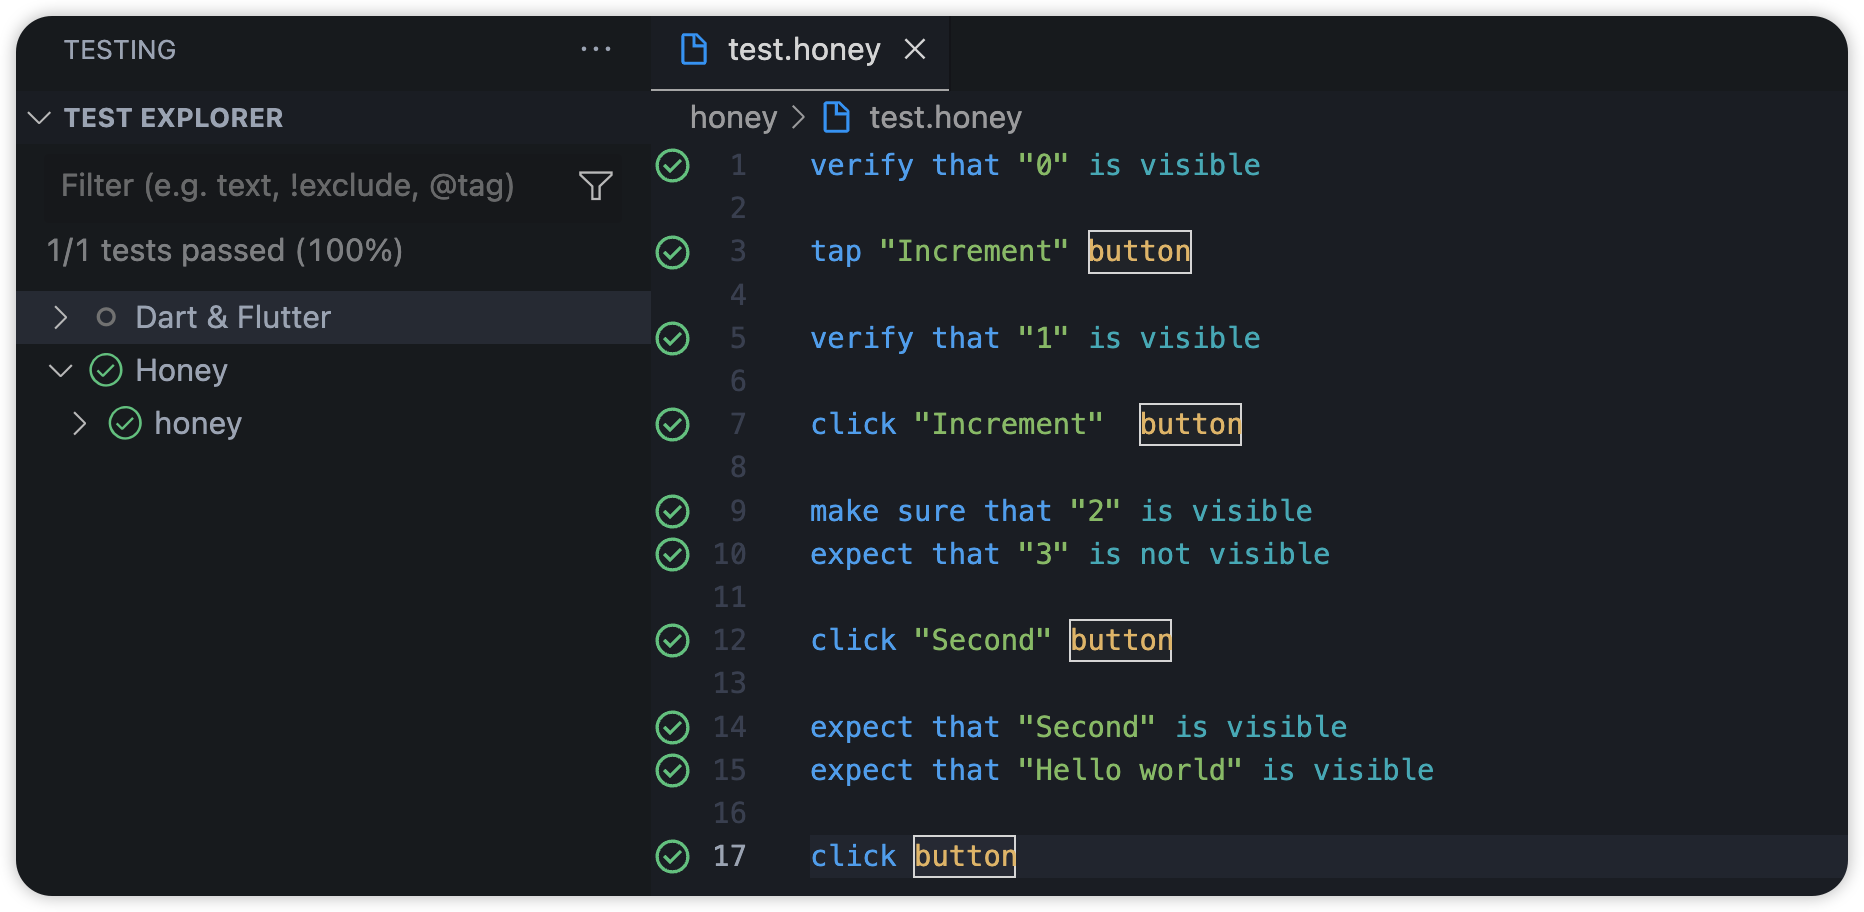 TESTING
TEST EXPLORER
Filter (e.g. text, !exclude, @tag)
1/1 tests passed (100%)
Dart & Flutter
Honey
honey
test.honey
honey > test.honey
1 verify that "0" is visible
2
3 tap "Increment" button
4
5 verify that "1" is visible
6
7 click "Increment"  button
8
9 make sure that "2" is visible
10 expect that "3" is not visible
11
12 click "Second" button
13
14 expect that "Second" is visible
15 expect that "Hello world" is visible
16
17 click button